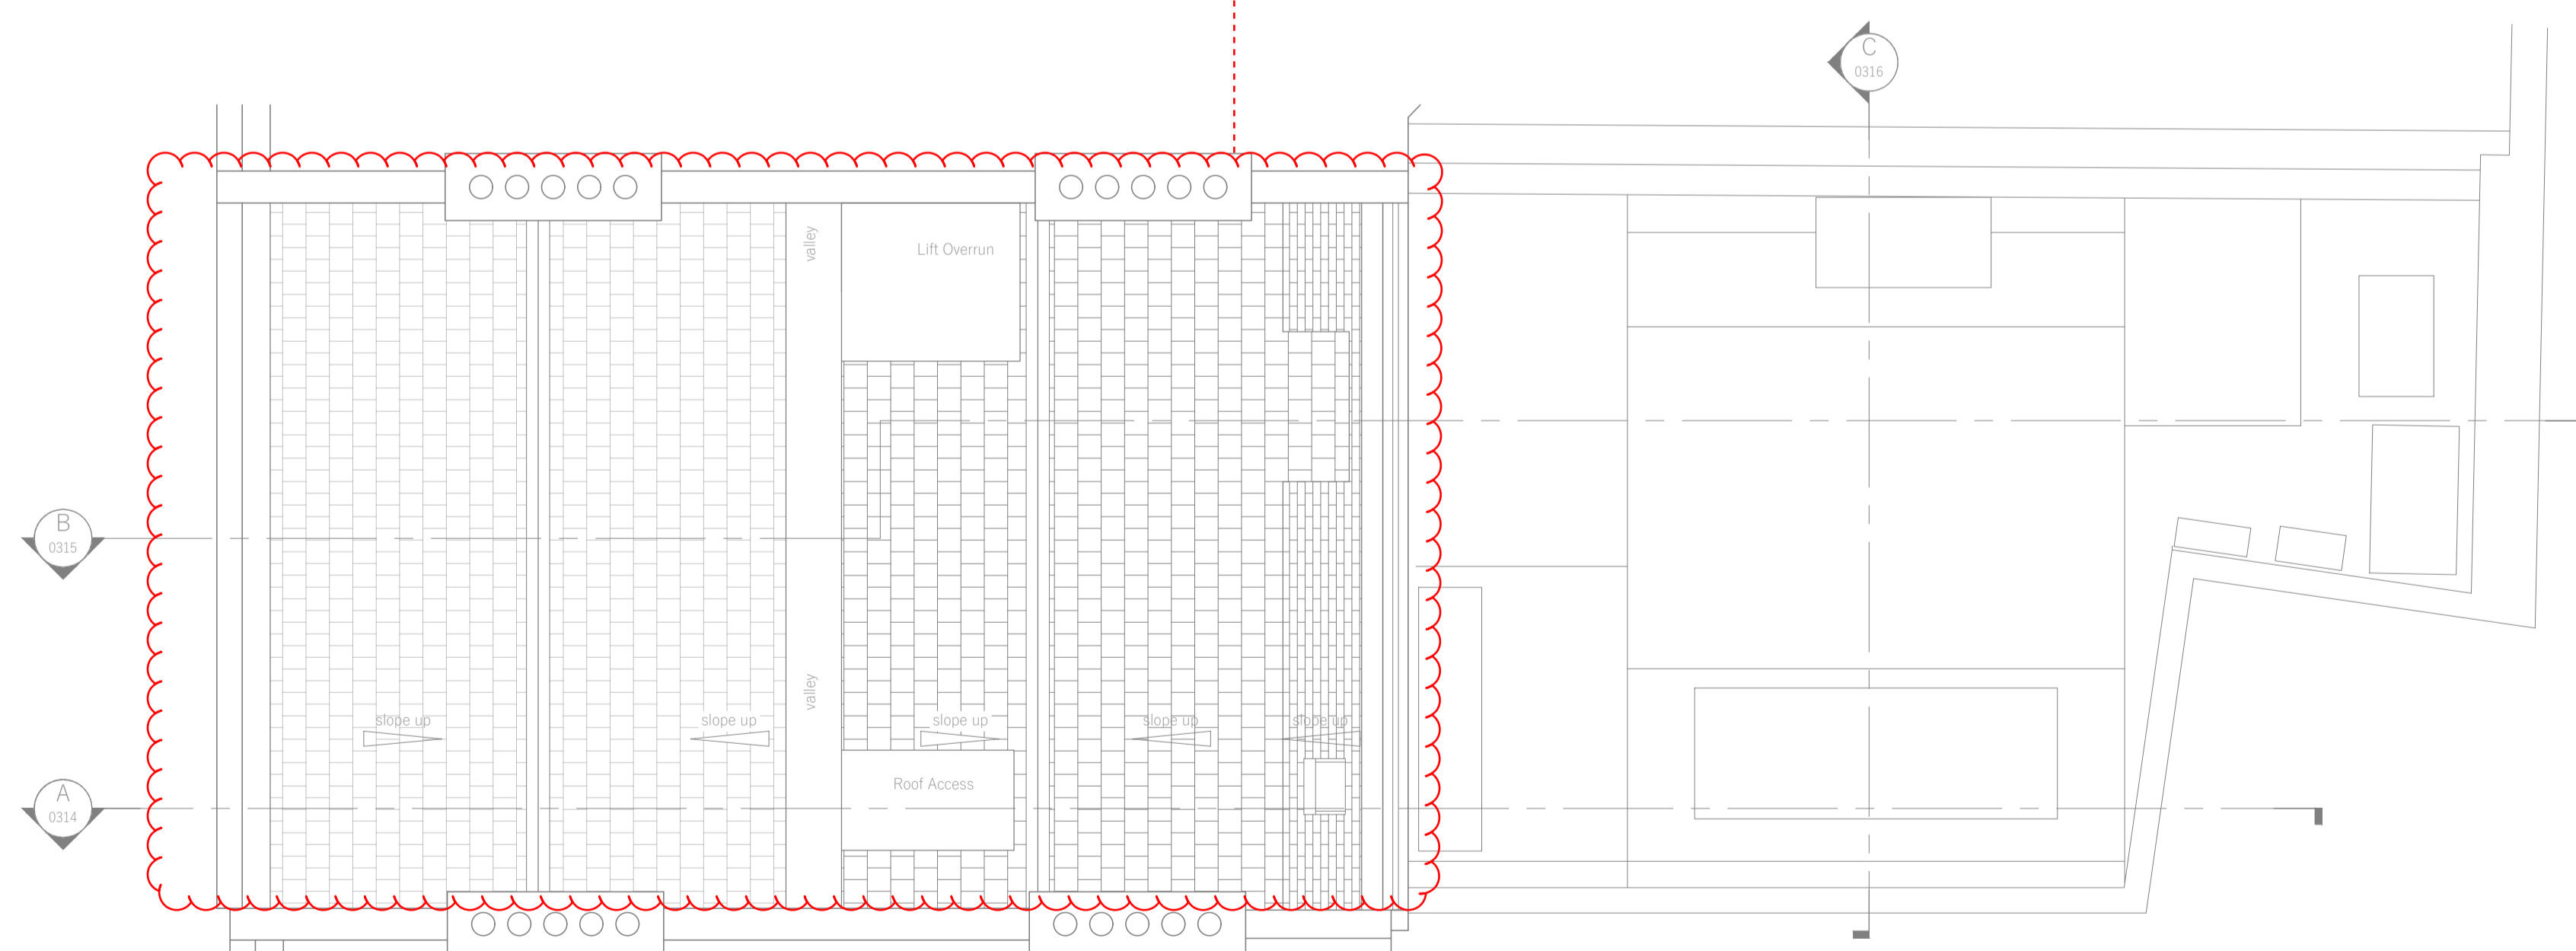 C
0316
valley
Lift Overrun
B
0315
valley
slope up
slope up
slope up
slope up
slope up
Roof Access
A
0314